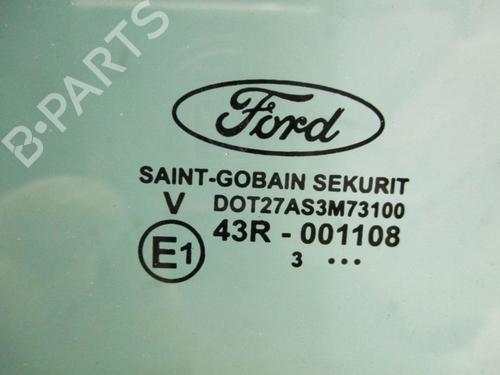 B-PARTS
Ford
SAINT-GOBAIN SEKURIT
V DOT27AS3M73100
E1 43R - 001108
3 ...